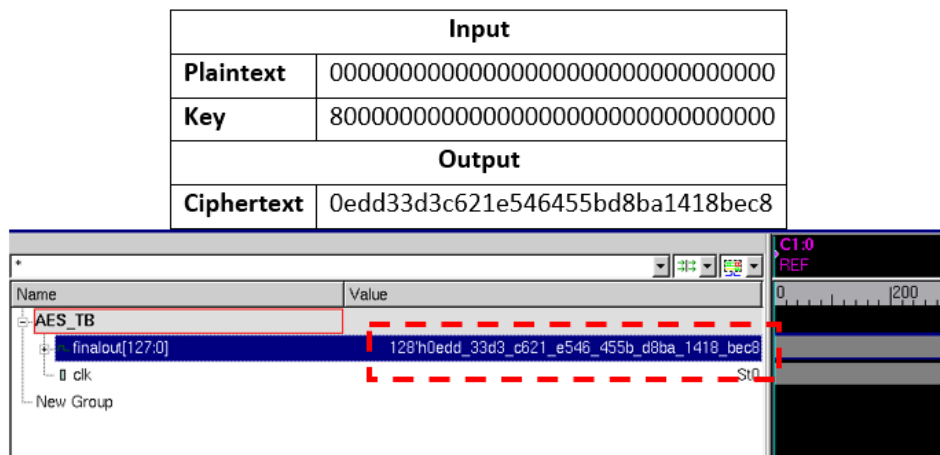 Input
Plaintext 00000000000000000000000000000000
Key 80000000000000000000000000000000
Output
Ciphertext 0edd33d3c621e546455bd8ba1418bec8
C1:0
REF
*
Name Value 0 200
AES_TB
finalout[127:0] 128'h0edd_33d3_c621_e546_455b_d8ba_1418_bec8
clk St0
New Group